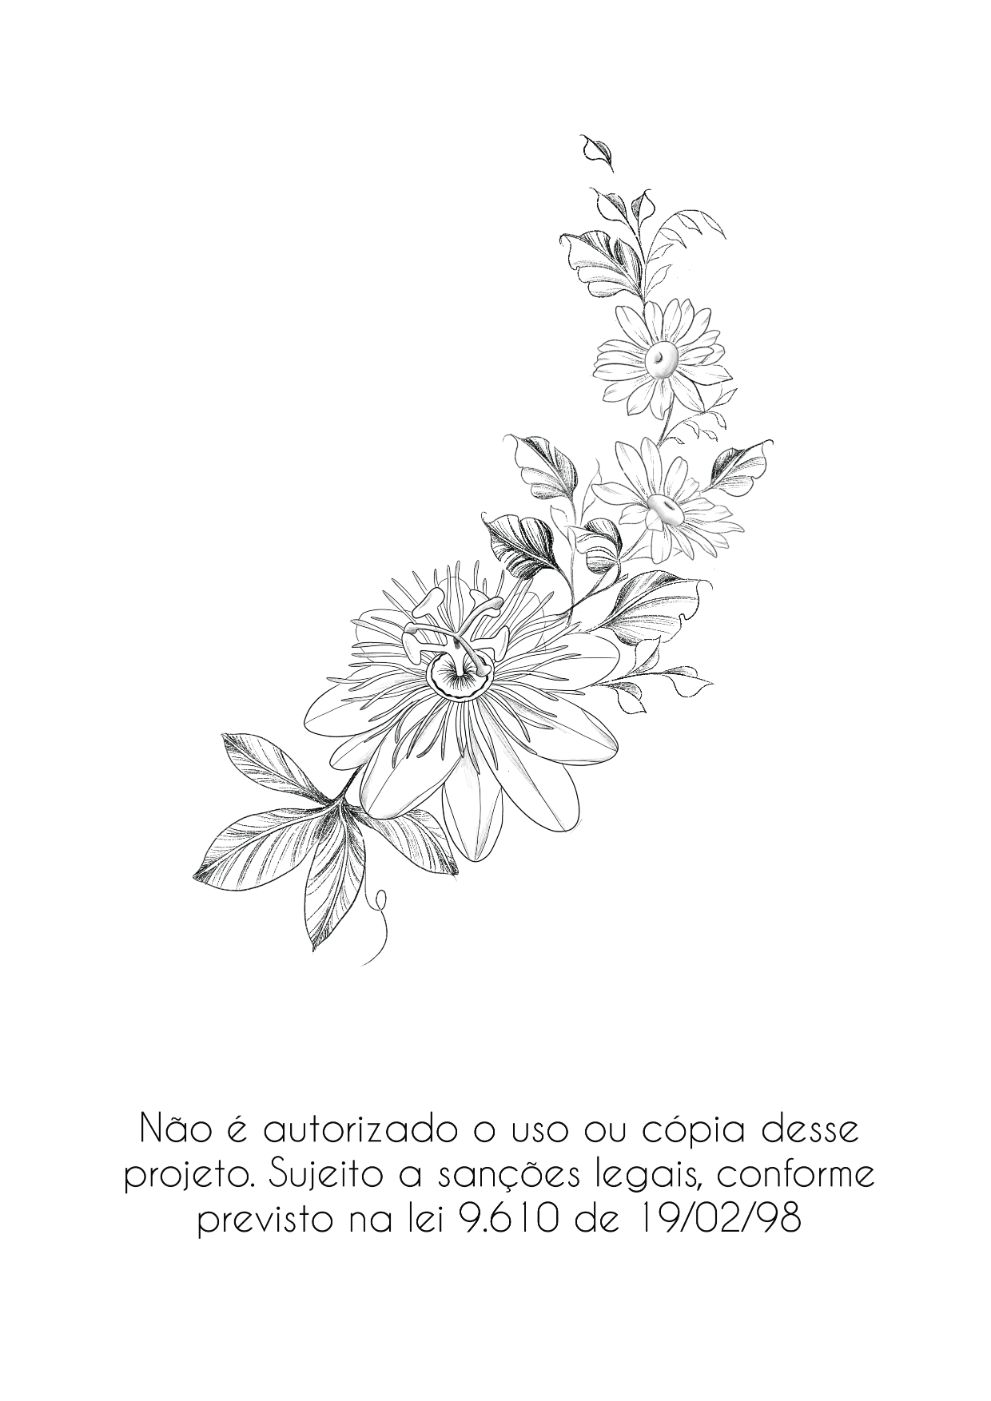 Não é autorizado o uso ou cópia desse
projeto. Sujeito a sanções legais, conforme
previsto na lei 9.610 de 19/02/98